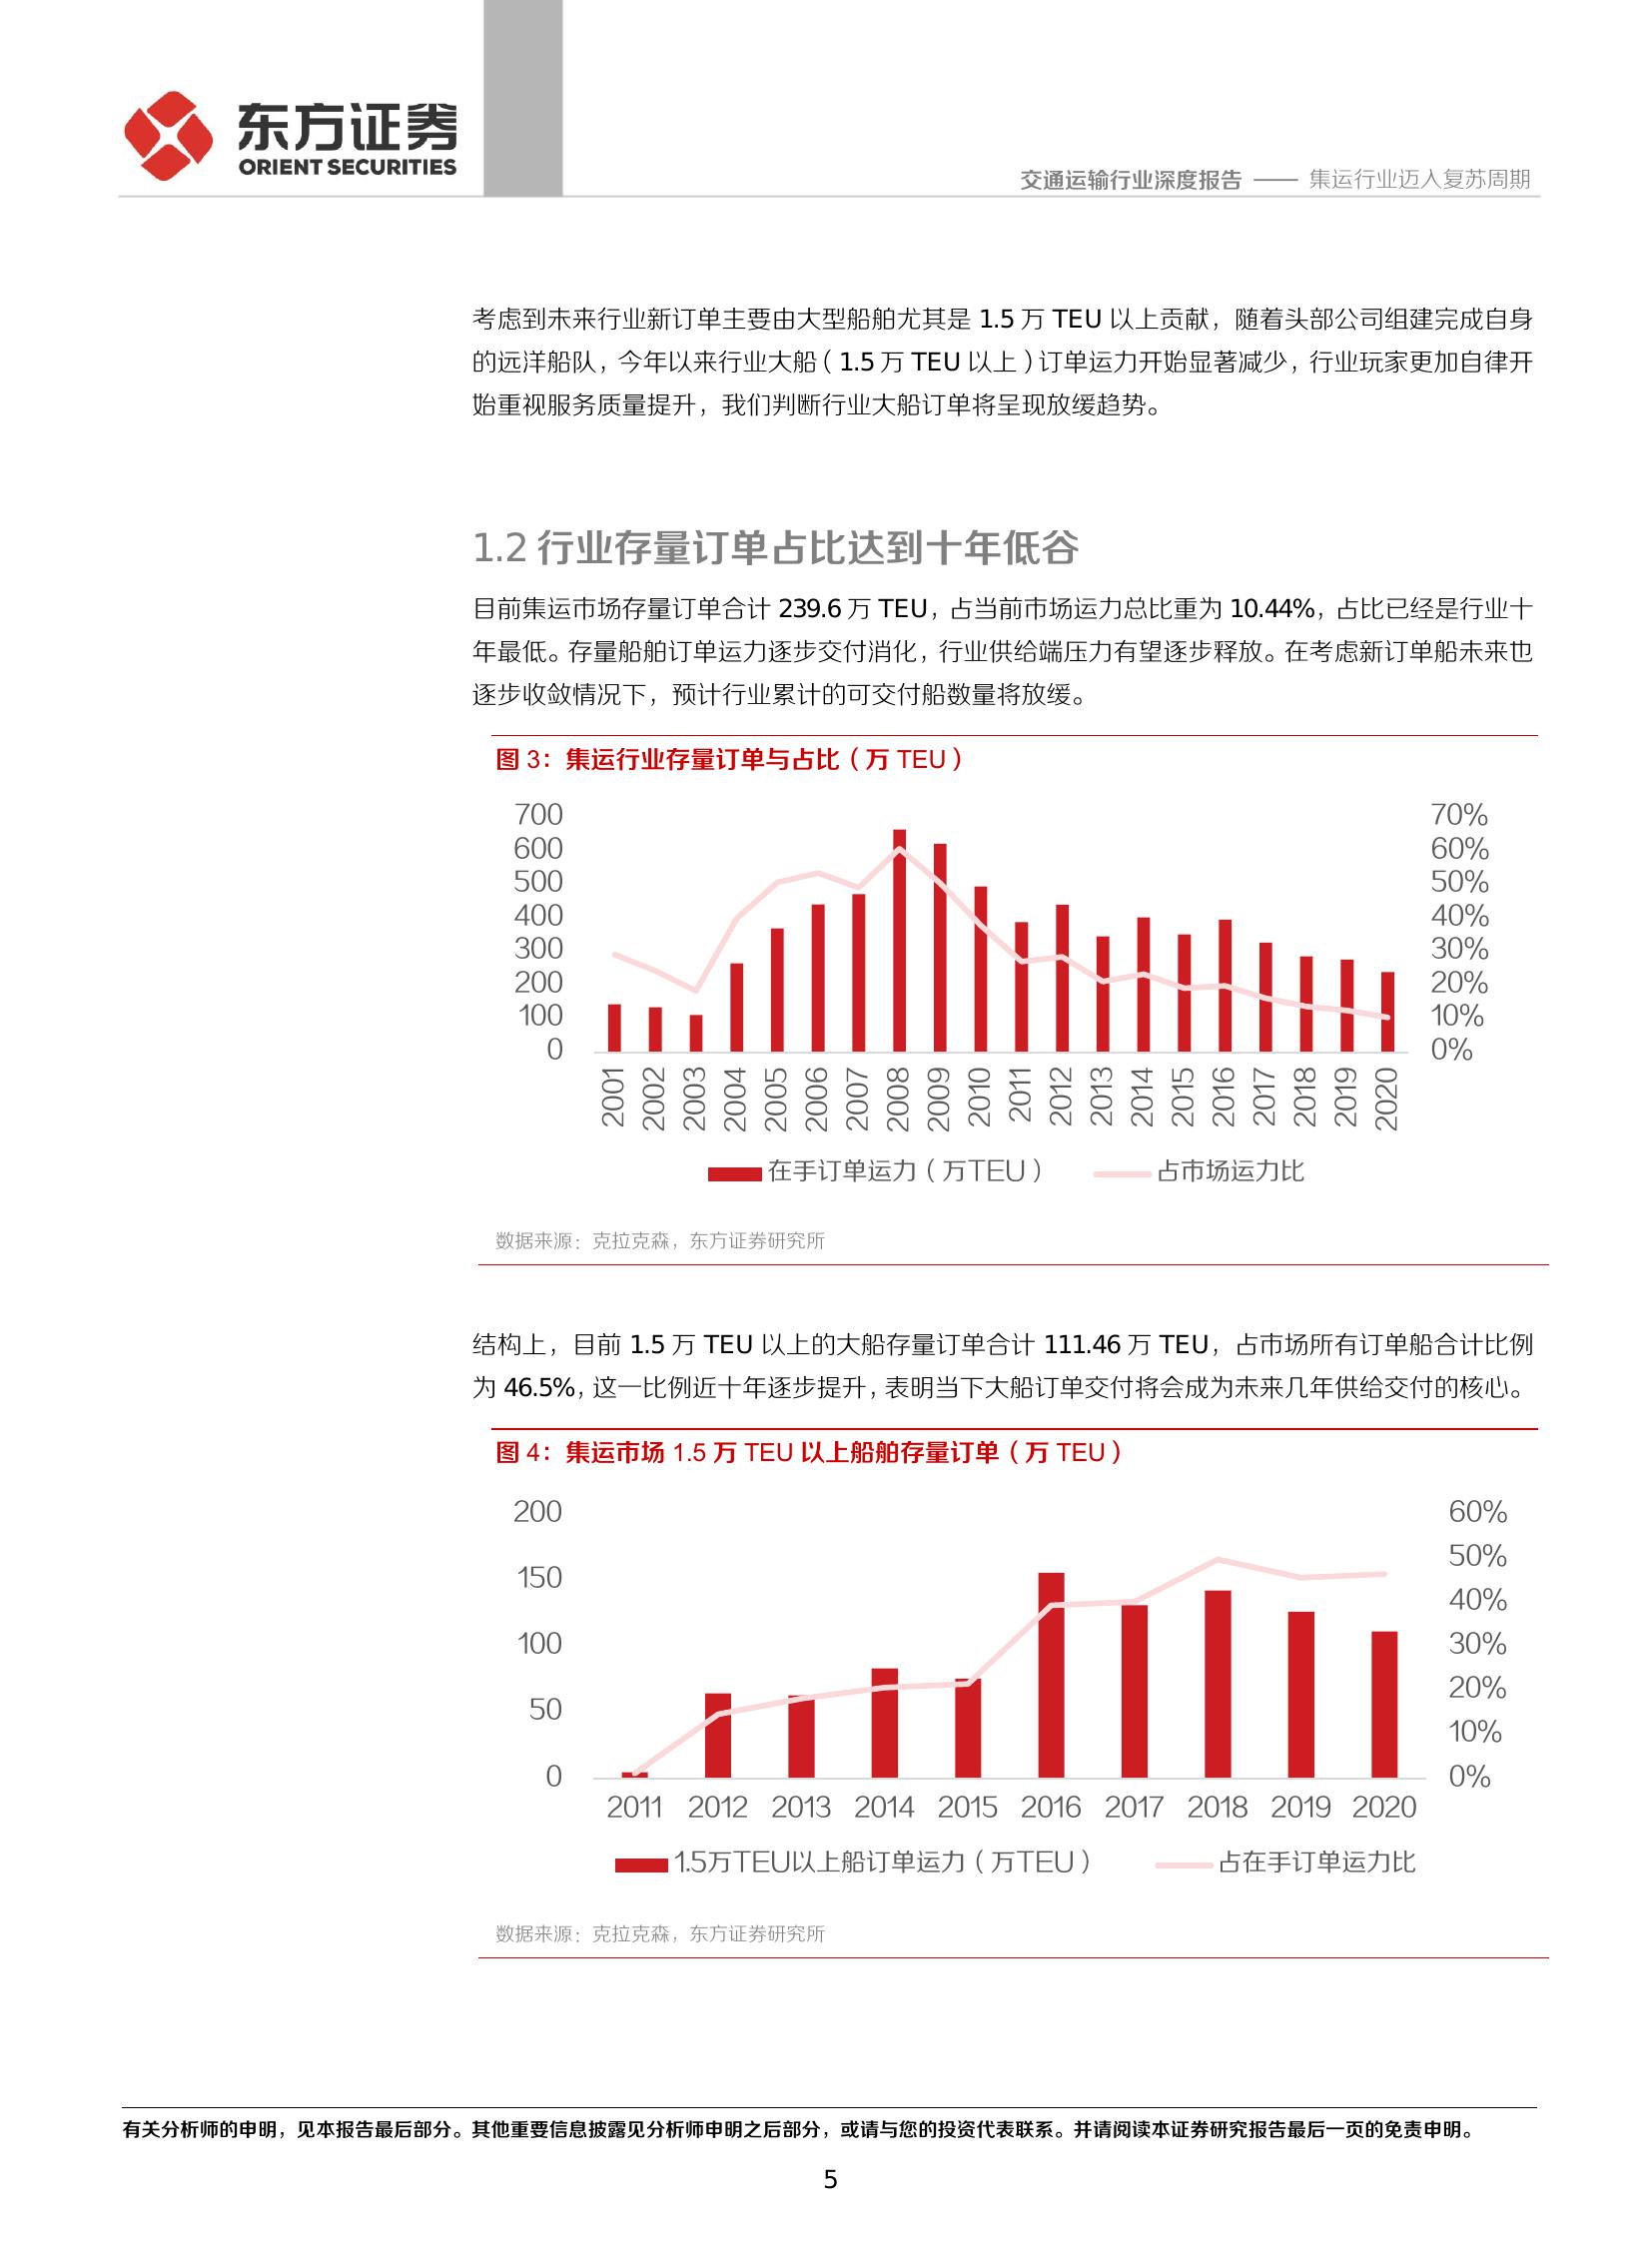 东方证券
ORIENT SECURITIES
交通运输行业深度报告 —— 集运行业迈入复苏周期
考虑到未来行业新订单主要由大型船舶尤其是 1.5 万 TEU 以上贡献，随着头部公司组建完成自身
的远洋船队，今年以来行业大船（1.5 万 TEU 以上）订单运力开始显著减少，行业玩家更加自律开
始重视服务质量提升，我们判断行业大船订单将呈现放缓趋势。
1.2 行业存量订单占比达到十年低谷
目前集运市场存量订单合计 239.6 万 TEU，占当前市场运力总比重为 10.44%，占比已经是行业十
年最低。存量船舶订单运力逐步交付消化，行业供给端压力有望逐步释放。在考虑新订单船未来也
逐步收敛情况下，预计行业累计的可交付船数量将放缓。
图 3：集运行业存量订单与占比（万 TEU）
700 70%
600 60%
500 50%
400 40%
300 30%
200 20%
100 10%
0 0%
2001 2002 2003 2004 2005 2006 2007 2008 2009 2010 2011 2012 2013 2014 2015 2016 2017 2018 2019 2020
在手订单运力（万TEU） 占市场运力比
数据来源：克拉克森，东方证券研究所
结构上，目前 1.5 万 TEU 以上的大船存量订单合计 111.46 万 TEU，占市场所有订单船合计比例
为 46.5%，这一比例近十年逐步提升，表明当下大船订单交付将会成为未来几年供给交付的核心。
图 4：集运市场 1.5 万 TEU 以上船舶存量订单（万 TEU）
200 60%
50%
150
40%
100 30%
20%
50
10%
0 0%
2011 2012 2013 2014 2015 2016 2017 2018 2019 2020
1.5万TEU以上船订单运力（万TEU） 占在手订单运力比
数据来源：克拉克森，东方证券研究所
有关分析师的申明，见本报告最后部分。其他重要信息披露见分析师申明之后部分，或请与您的投资代表联系。并请阅读本证券研究报告最后一页的免责申明。
5